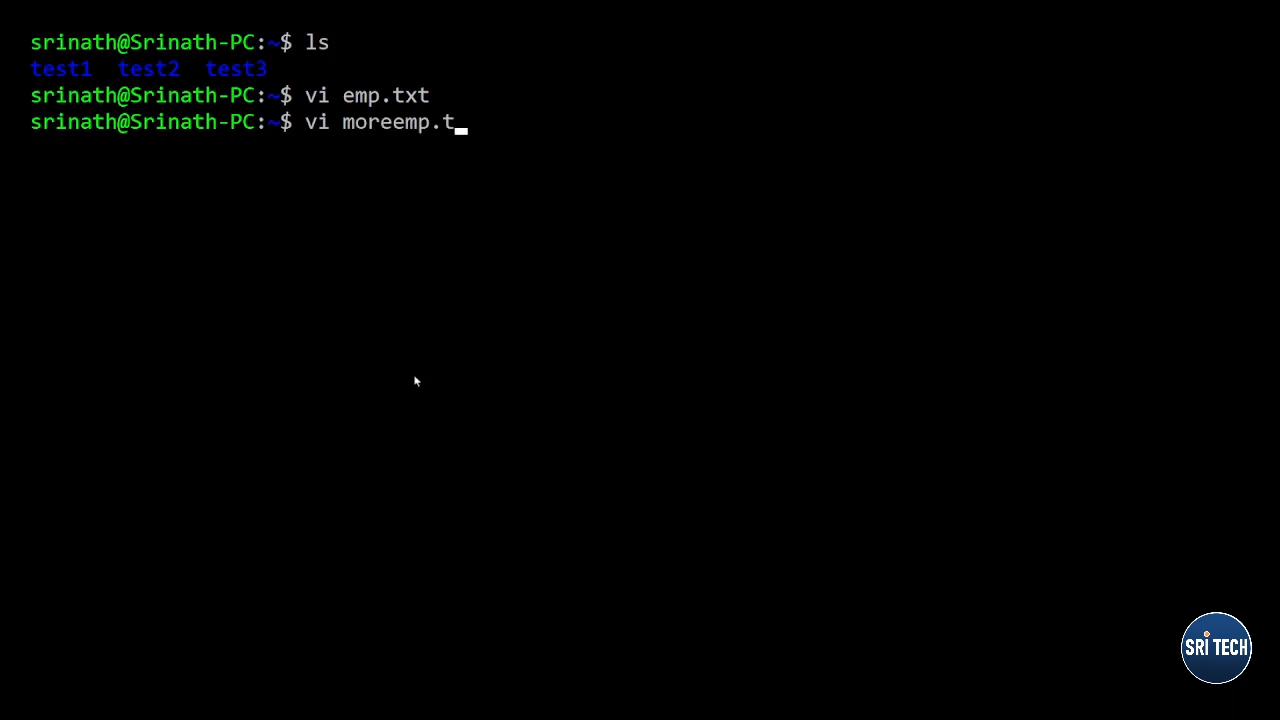 srinath@Srinath-PC:~$ ls
test1  test2  test3
srinath@Srinath-PC:~$ vi emp.txt
srinath@Srinath-PC:~$ vi moreemp.t
SRI TECH